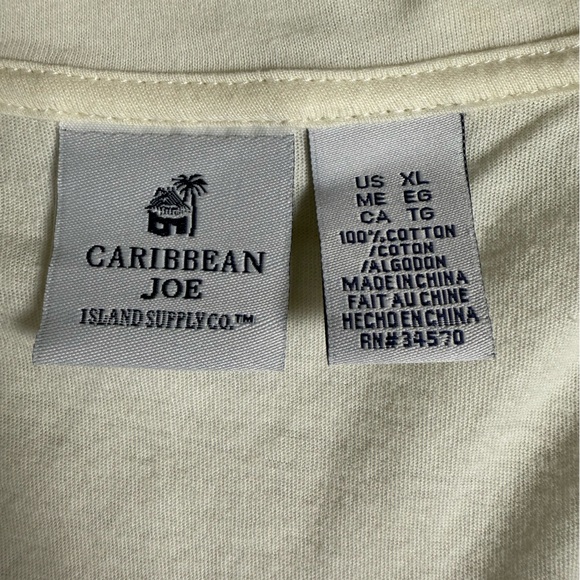 CARIBBEAN
JOE
ISLAND SUPPLY CO.™
US XL
ME EG
CA TG
100% COTTON
/COTON
/ALGODON
MADE IN CHINA
FAIT AU CHINE
HECHO EN CHINA
RN#34570